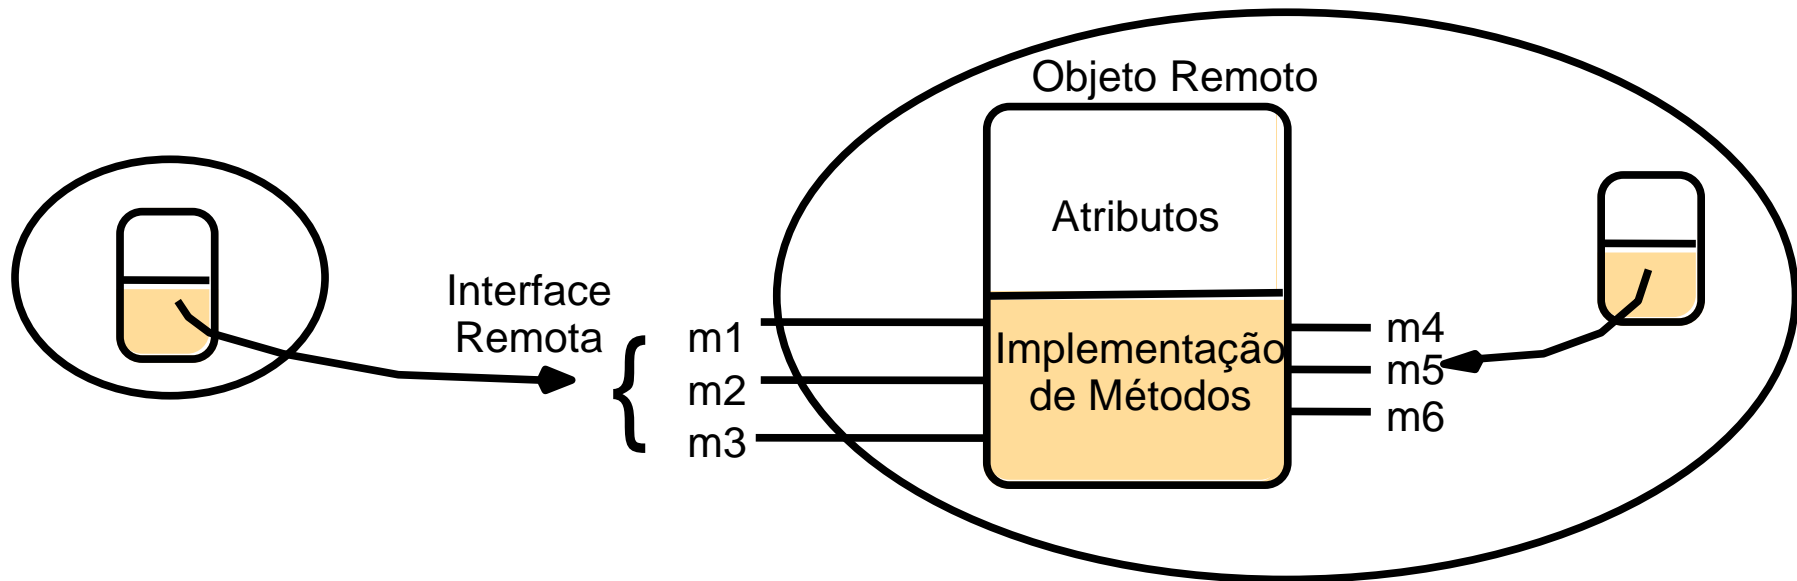 Objeto Remoto
Atributos
Interface
Remota
{
m1
m2
m3
Implementação
de Métodos
m4
m5
m6